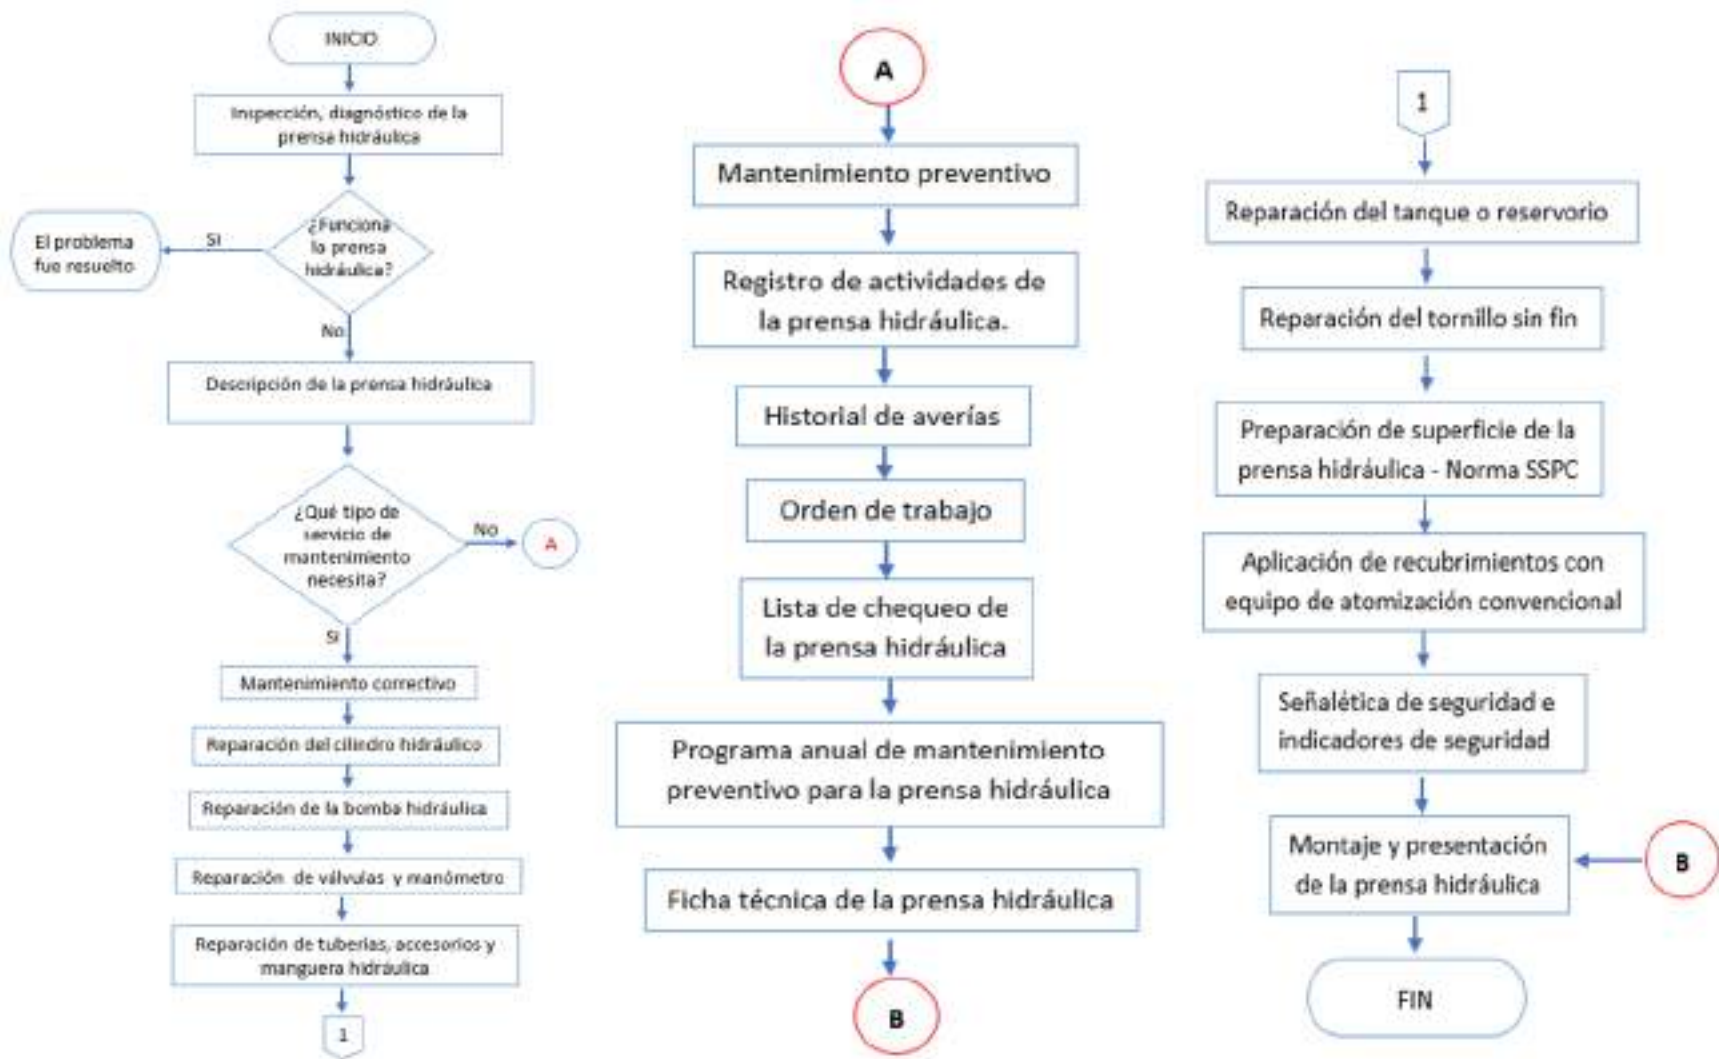 INICIO
Inspección, diagnóstico de la
prensa hidráulica
¿Funciona
la prensa
hidráulica?
Si
El problema
fue resuelto
No
Descripción de la prensa hidráulica
¿Qué tipo de
servicio de
mantenimiento
necesita?
No
A
Si
Mantenimiento correctivo
Reparación del cilindro hidráulico
Reparación de la bomba hidráulica
Reparación de válvulas y manómetro
Reparación de tuberías, accesorios y
manguera hidráulica
1
A
Mantenimiento preventivo
Registro de actividades de
la prensa hidráulica.
Historial de averías
Orden de trabajo
Lista de chequeo de
la prensa hidráulica
Programa anual de mantenimiento
preventivo para la prensa hidráulica
Ficha técnica de la prensa hidráulica
B
1
Reparación del tanque o reservorio
Reparación del tornillo sin fin
Preparación de superficie de la
prensa hidráulica - Norma SSPC
Aplicación de recubrimientos con
equipo de atomización convencional
Señalética de seguridad e
indicadores de seguridad
Montaje y presentación
de la prensa hidráulica
B
FIN